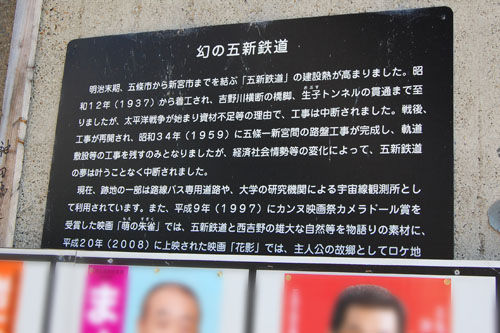 幻の五新鉄道
明治末期、五條市から新宮市までを結ぶ「五新鉄道」の建設熱が高まりました。昭
和12年(1937)から着工され、吉野川横断の橋脚、生子トンネルの貫通まで至
おぶす
りましたが、太平洋戦争が始まり資材不足等の理由で、工事は中断されました。戦後、
工事が再開され、昭和34年(1959)に五條ー新宮間の路盤工事が完成し、軌道
敷設等の工事を残すのみとなりましたが、経済社会情勢等の変化によって、五新鉄道
の夢は叶うことなく中断されました。
現在、跡地の一部は路線バス専用道路や、大学の研究機関による宇宙線観測所とし
て利用されています。また、平成9年(1997)にカンヌ映画祭カメラドール賞を
受賞した映画「萌の朱雀」では、五新鉄道と西吉野の雄大な自然等を物語りの素材に、
もえ すざく
平成20年(2008)に上映された映画「花影」では、主人公の故郷としてロケ地
ま